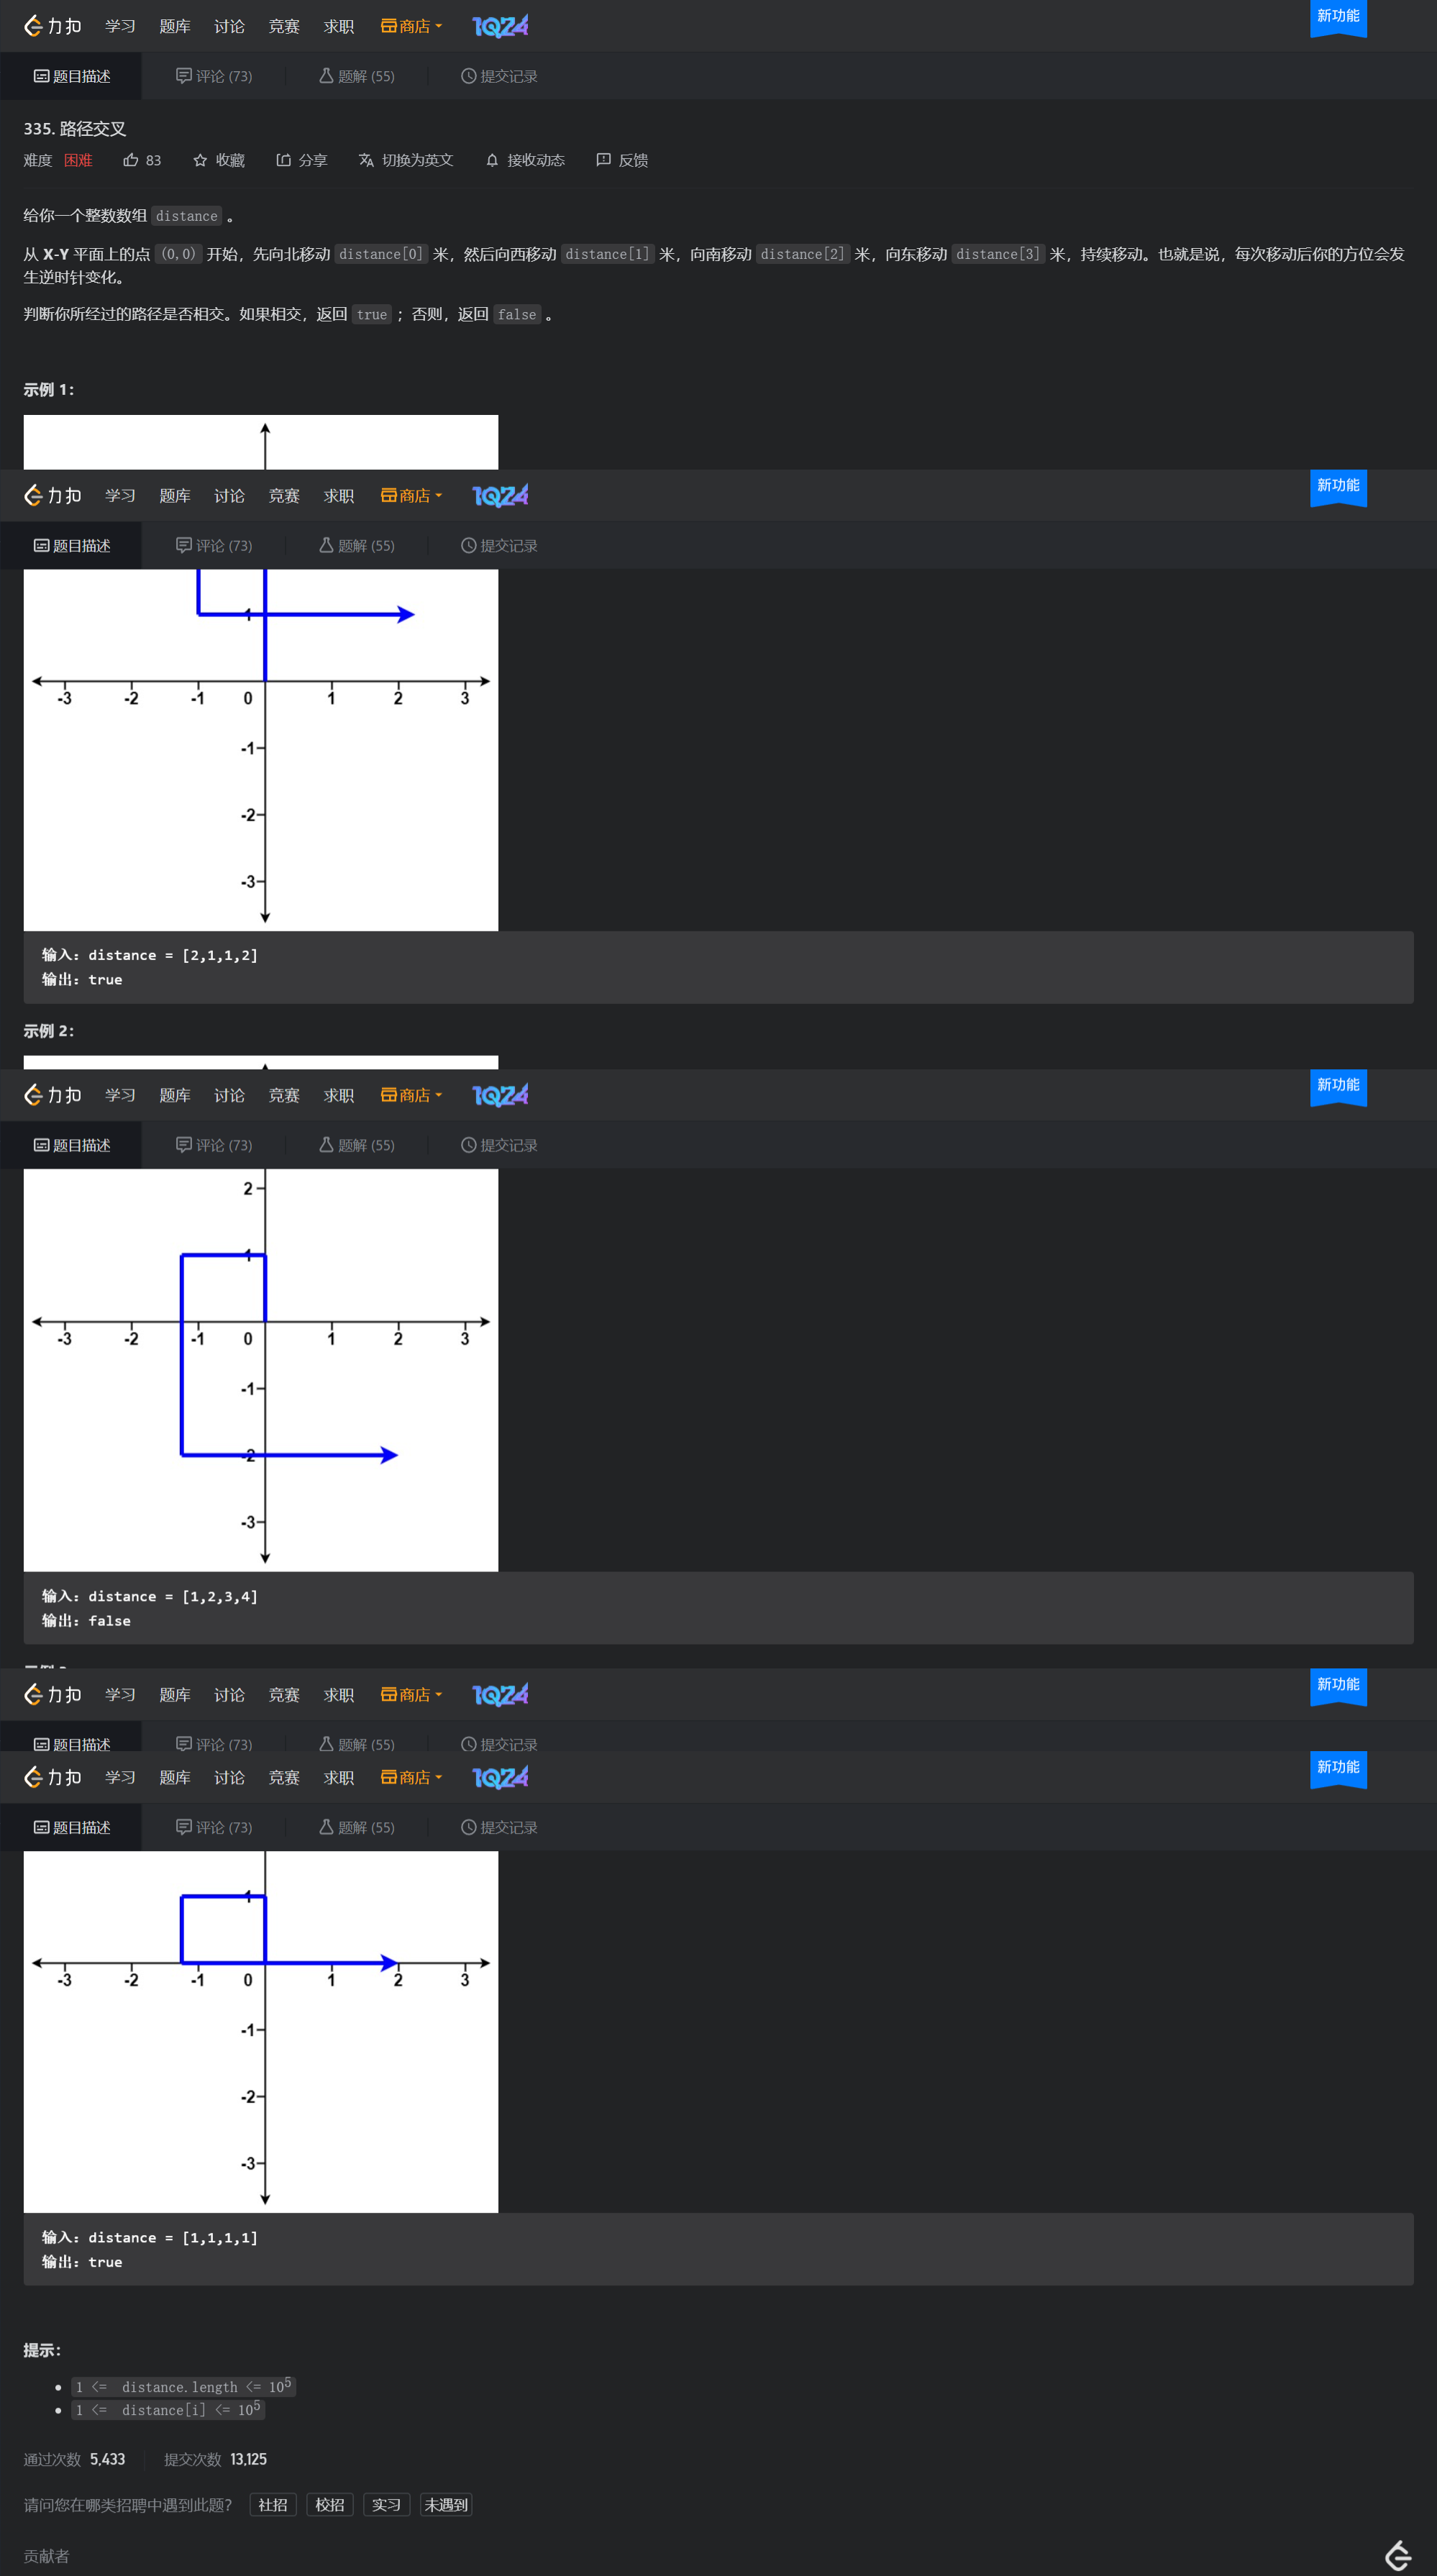 力扣 学习 题库 讨论 竞赛 求职 商店 1Q24 新功能
题目描述 评论 (73) 题解 (55) 提交记录
335. 路径交叉
难度 困难 83 收藏 分享 切换为英文 接收动态 反馈
给你一个整数数组 distance 。
从 X-Y 平面上的点 (0,0) 开始，先向北移动 distance[0] 米，然后向西移动 distance[1] 米，向南移动 distance[2] 米，向东移动 distance[3] 米，持续移动。也就是说，每次移动后你的方位会发
生逆时针变化。
判断你所经过的路径是否相交。如果相交，返回 true ；否则，返回 false 。
示例 1：
力扣 学习 题库 讨论 竞赛 求职 商店 1Q24 新功能
题目描述 评论 (73) 题解 (55) 提交记录
1
-3 -2 -1 0 1 2 3
-1
-2
-3
输入：distance = [2,1,1,2]
输出：true
示例 2：
力扣 学习 题库 讨论 竞赛 求职 商店 1Q24 新功能
题目描述 评论 (73) 题解 (55) 提交记录
2
1
-3 -2 -1 0 1 2 3
-1
-2
-3
输入：distance = [1,2,3,4]
输出：false
力扣 学习 题库 讨论 竞赛 求职 商店 1Q24 新功能
题目描述 评论 (73) 题解 (55) 提交记录
力扣 学习 题库 讨论 竞赛 求职 商店 1Q24 新功能
题目描述 评论 (73) 题解 (55) 提交记录
1
-3 -2 -1 0 1 2 3
-1
-2
-3
输入：distance = [1,1,1,1]
输出：true
提示：
1 <= distance.length <= 10^5
1 <= distance[i] <= 10^5
通过次数 5,433 提交次数 13,125
请问您在哪类招聘中遇到此题？ 社招 校招 实习 未遇到
贡献者